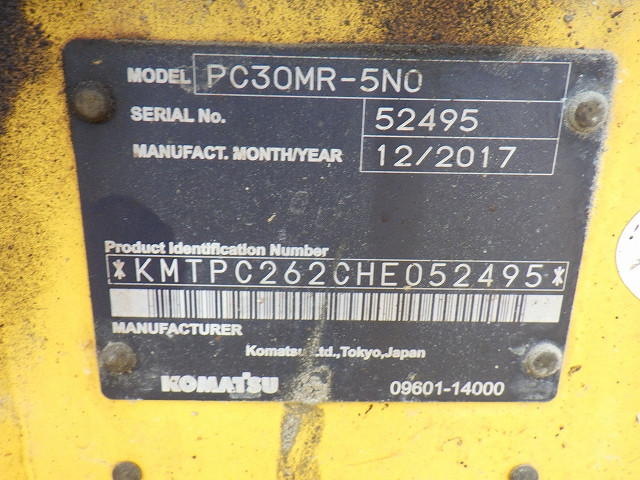 MODEL PC30MR-5N0
SERIAL No. 52495
MANUFACT. MONTH/YEAR 12/2017
Product Identification Number
*KMTPC262CHE052495*
MANUFACTURER
Komatsu Ltd.,Tokyo,Japan
KOMATSU 09601-14000